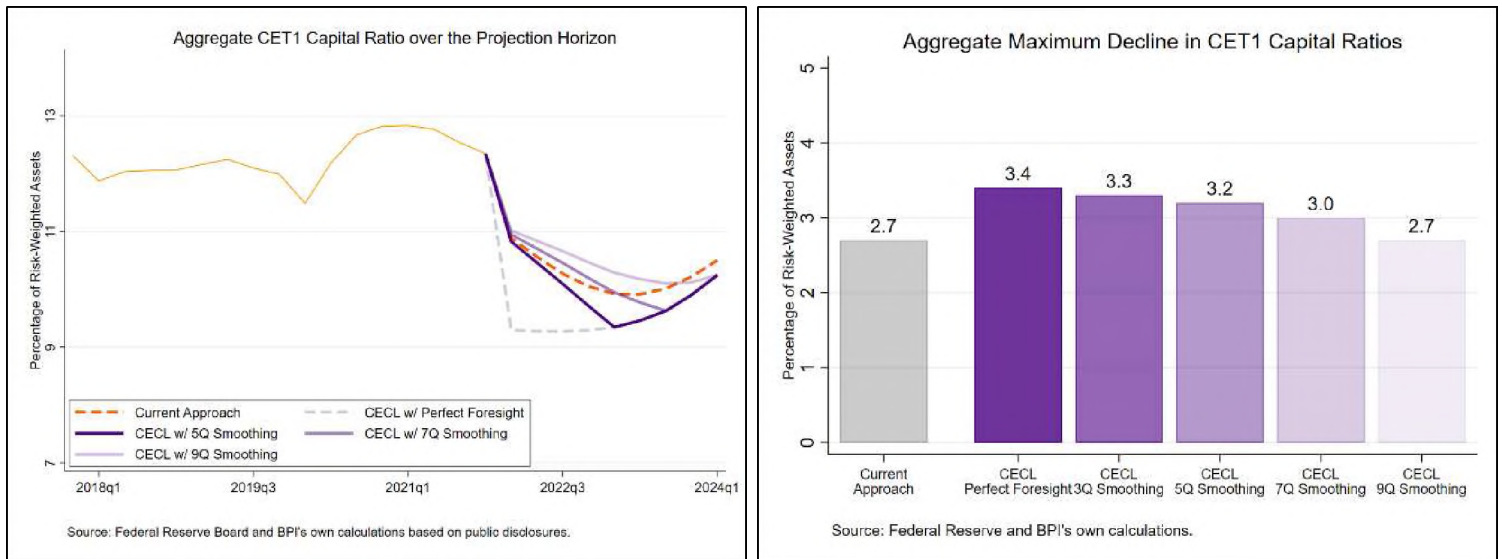 Aggregate CET1 Capital Ratio over the Projection Horizon
Percentage of Risk-Weighted Assets
13
11
9
7
Current Approach
CECL w/ Perfect Foresight
CECL w/ 5Q Smoothing
CECL w/ 7Q Smoothing
CECL w/ 9Q Smoothing
2018q1
2019q3
2021q1
2022q3
2024q1
Source: Federal Reserve Board and BPI's own calculations based on public disclosures.
Aggregate Maximum Decline in CET1 Capital Ratios
Percentage of Risk-Weighted Assets
5
4
3
2
1
0
2.7
3.4
3.3
3.2
3.0
2.7
Current
Approach
CECL
Perfect Foresight
CECL
3Q Smoothing
CECL
5Q Smoothing
CECL
7Q Smoothing
CECL
9Q Smoothing
Source: Federal Reserve and BPI's own calculations.